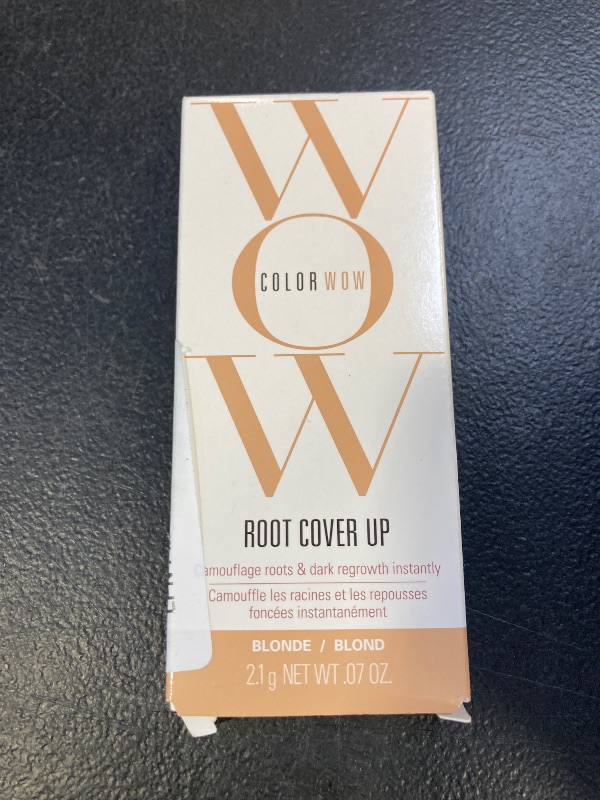 WOW
COLOR WOW
ROOT COVER UP
amouflage roots & dark regrowth instantly
Camouffle les racines et les repousses
foncées instantanément
BLONDE / BLOND
2.1 g NET WT .07 OZ.